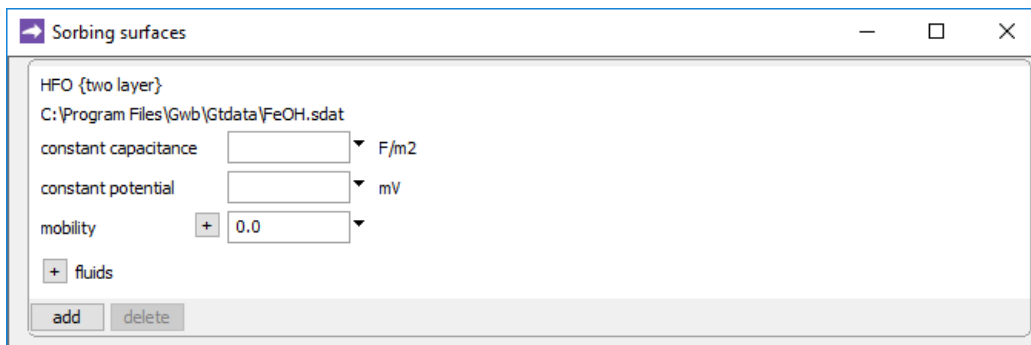 Sorbing surfaces
HFO {two layer}
C:\Program Files\Gwb\Gtdata\FeOH.sdat
constant capacitance F/m2
constant potential mV
mobility + 0.0
+ fluids
add delete